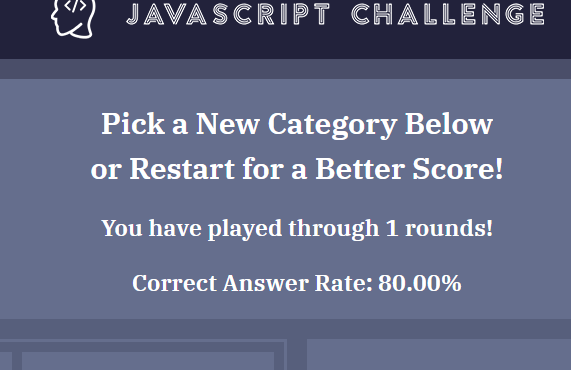 </>
JAVASCRIPT CHALLENGE
Pick a New Category Below
or Restart for a Better Score!
You have played through 1 rounds!
Correct Answer Rate: 80.00%